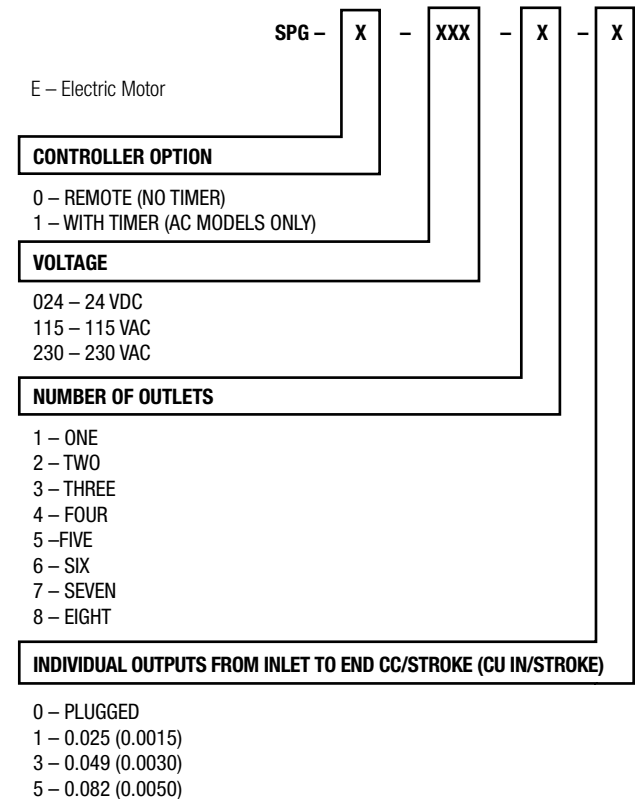 SPG – X – XXX – X – X
E – Electric Motor
CONTROLLER OPTION
0 – REMOTE (NO TIMER)
1 – WITH TIMER (AC MODELS ONLY)
VOLTAGE
024 – 24 VDC
115 – 115 VAC
230 – 230 VAC
NUMBER OF OUTLETS
1 – ONE
2 – TWO
3 – THREE
4 – FOUR
5 –FIVE
6 – SIX
7 – SEVEN
8 – EIGHT
INDIVIDUAL OUTPUTS FROM INLET TO END CC/STROKE (CU IN/STROKE)
0 – PLUGGED
1 – 0.025 (0.0015)
3 – 0.049 (0.0030)
5 – 0.082 (0.0050)